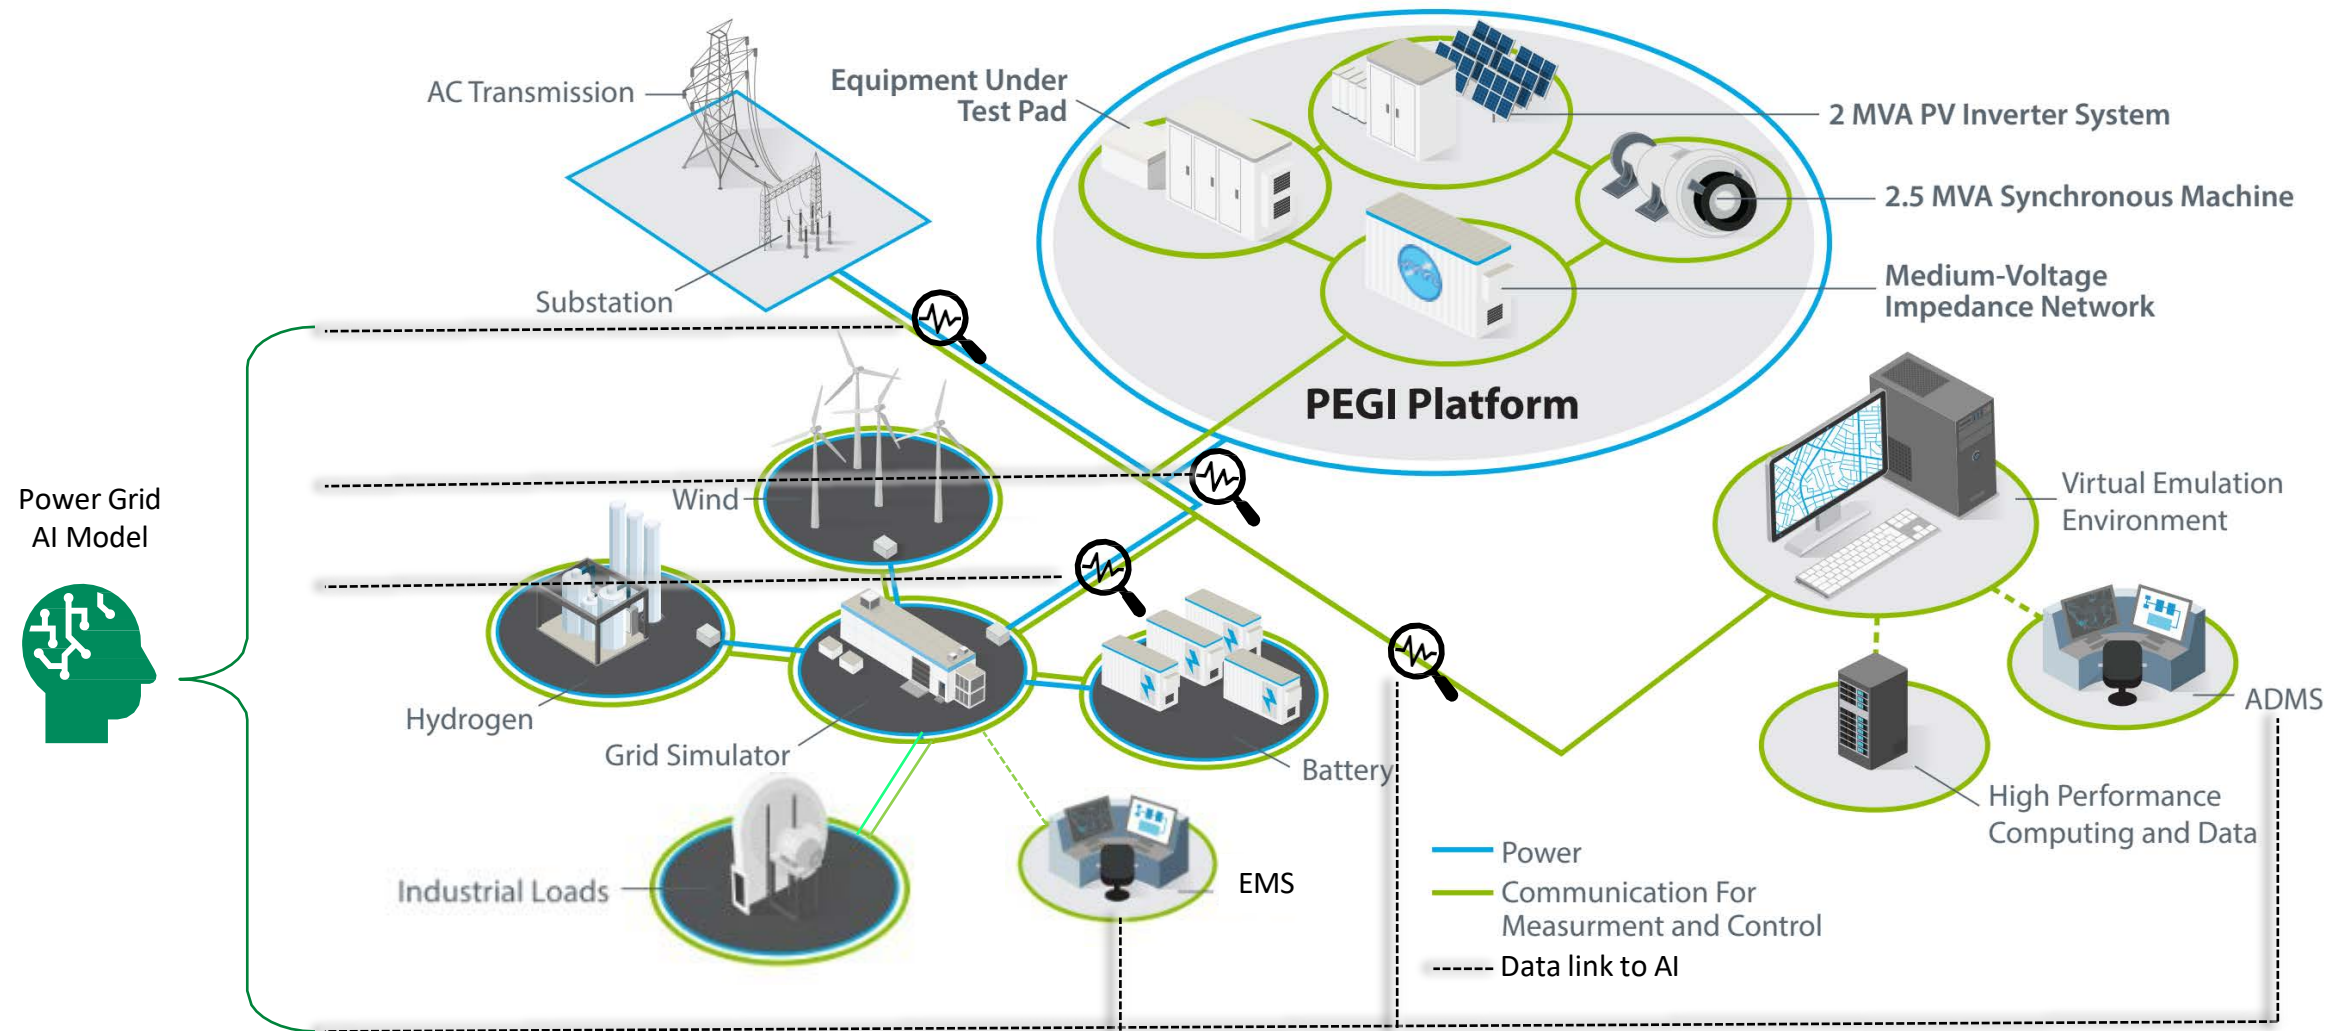 AC Transmission
Equipment Under
Test Pad
2 MVA PV Inverter System
2.5 MVA Synchronous Machine
Substation
Medium-Voltage
Impedance Network
PEGI Platform
Wind
Virtual Emulation
Environment
Power Grid
AI Model
Hydrogen
Grid Simulator
Battery
ADMS
High Performance
Computing and Data
Industrial Loads
EMS
Power
Communication For
Measurment and Control
Data link to AI